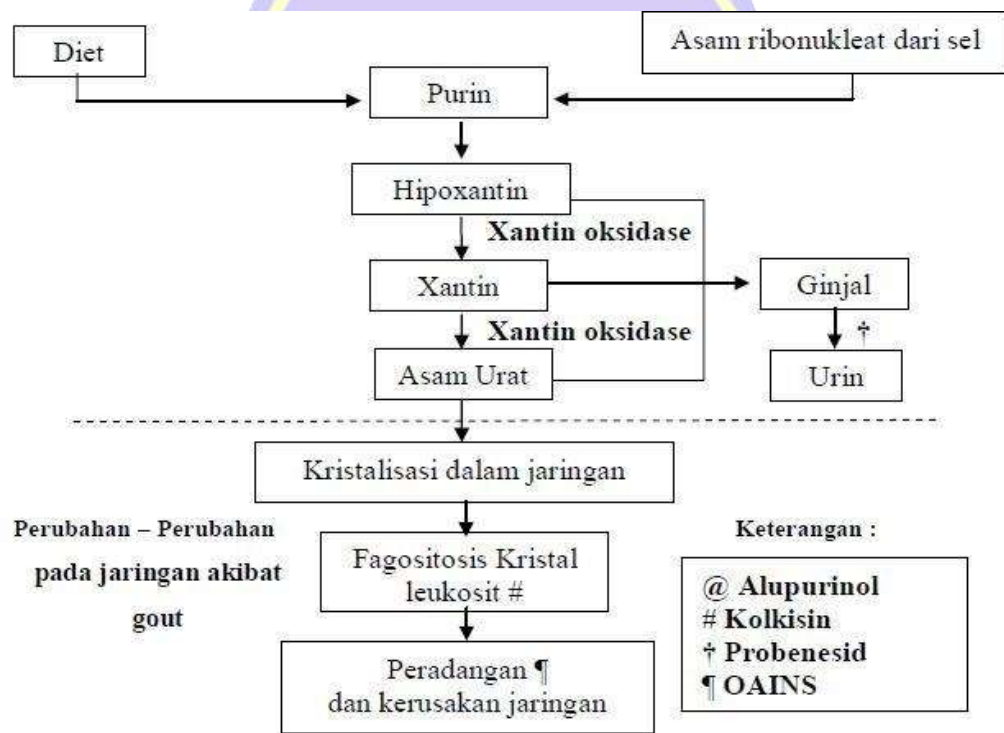 Diet
Asam ribonukleat dari sel
Purin
Hipoxantin
Xantin oksidase
Xantin
Ginjal
Xantin oksidase
†
Asam Urat
Urin
Kristalisasi dalam jaringan
Perubahan – Perubahan
pada jaringan akibat
gout
Fagositosis Kristal
leukosit #
Peradangan ¶
dan kerusakan jaringan
Keterangan :
@ Alupurinol
# Kolkisin
† Probenesid
¶ OAINS